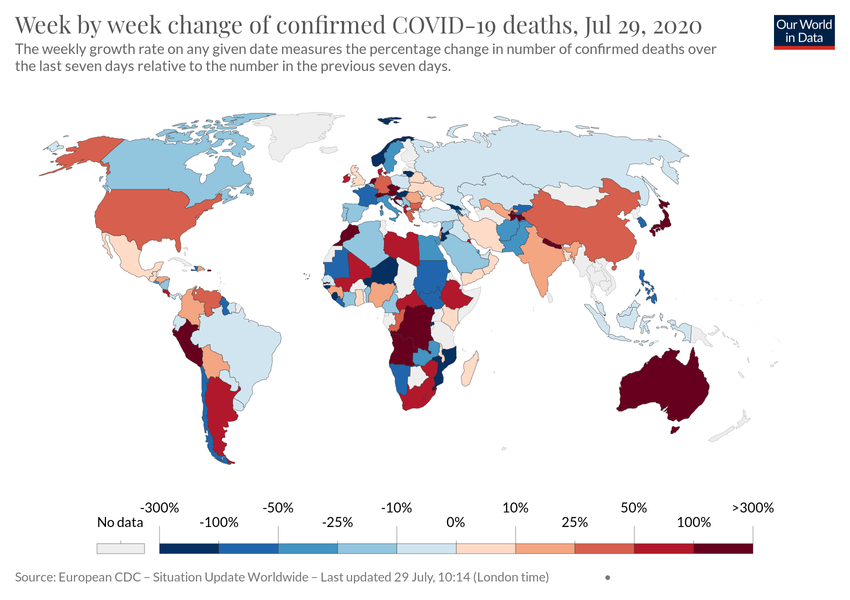 Week by week change of confirmed COVID-19 deaths, Jul 29, 2020
Our World
in Data
The weekly growth rate on any given date measures the percentage change in number of confirmed deaths over
the last seven days relative to the number in the previous seven days.
-300% -50% -10% 10% 50% >300%
No data -100% -25% 0% 25% 100%
Source: European CDC – Situation Update Worldwide – Last updated 29 July, 10:14 (London time)